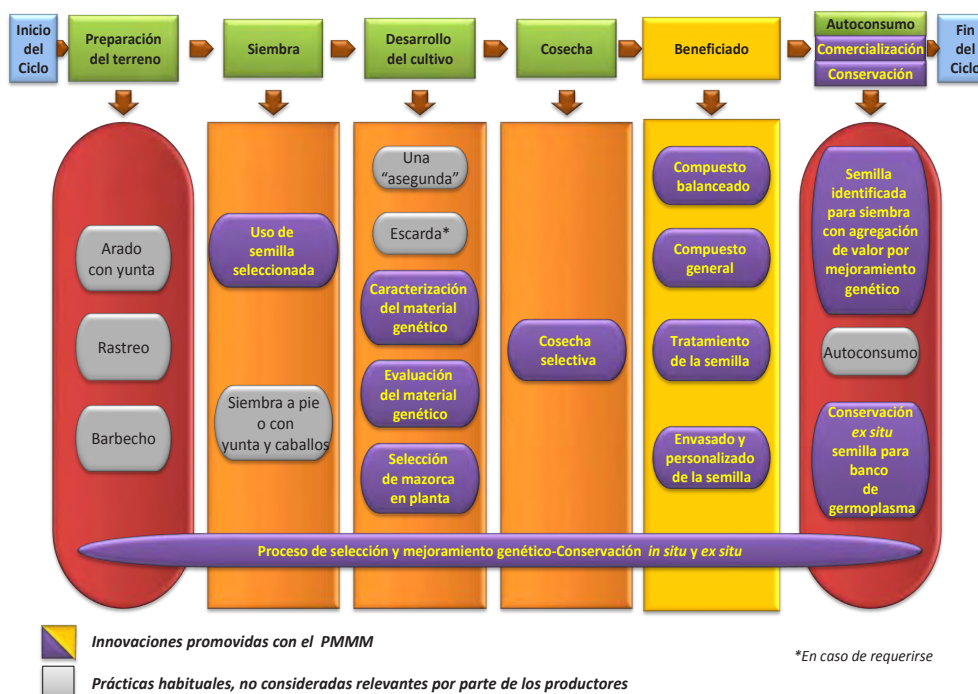 Inicio
del
Ciclo
Preparación
del terreno
Siembra
Desarrollo
del cultivo
Cosecha
Beneficiado
Autoconsumo
Comercialización
Conservación
Fin
del
Ciclo
Arado
con yunta
Rastreo
Barbecho
Uso de
semilla
seleccionada
Siembra a pie
o con
yunta y caballos
Una
“asegunda”
Escarda*
Caracterización
del material
genético
Evaluación
del material
genético
Selección
de mazorca
en planta
Cosecha
selectiva
Compuesto
balanceado
Compuesto
general
Tratamiento
de la semilla
Envasado y
personalizado
de la semilla
Semilla
identificada
para siembra
con agregación
de valor por
mejoramiento
genético
Autoconsumo
Conservación
ex situ
semilla para
banco
de
germoplasma
Proceso de selección y mejoramiento genético-Conservación in situ y ex situ
Innovaciones promovidas con el PMMM
*En caso de requerirse
Prácticas habituales, no consideradas relevantes por parte de los productores